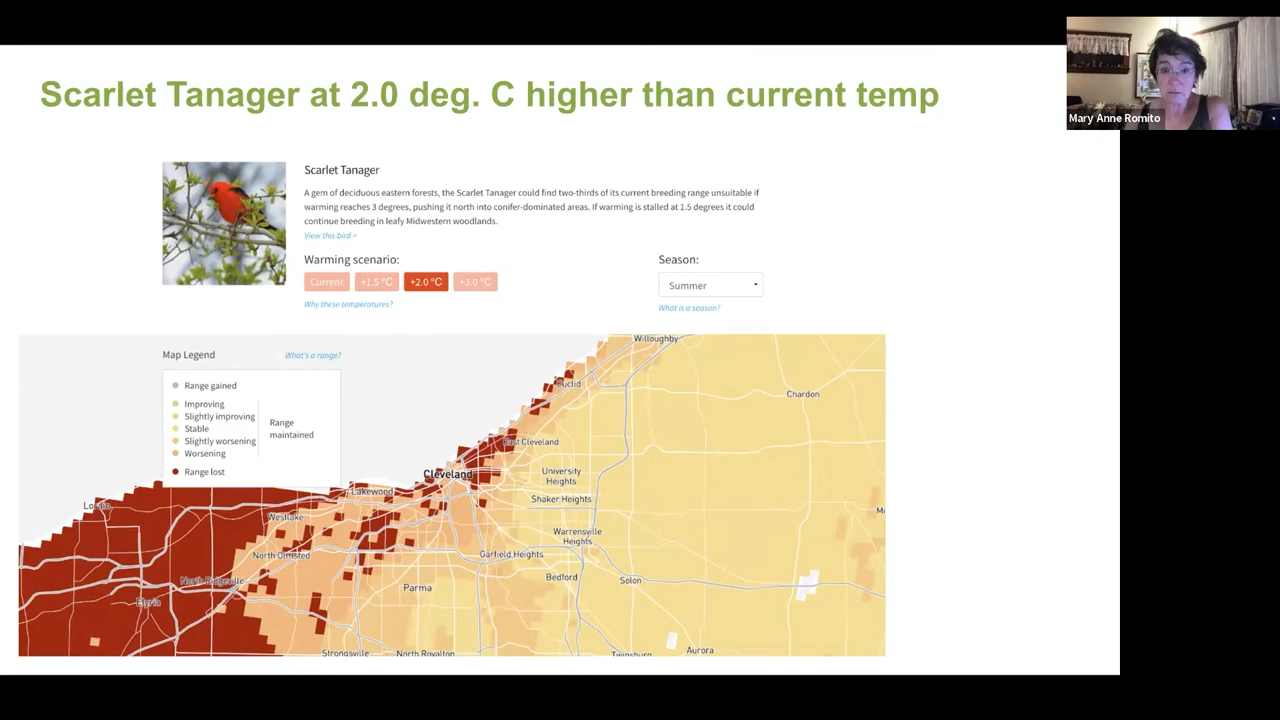 Scarlet Tanager at 2.0 deg. C higher than current temp
Mary Anne Romito
Scarlet Tanager
A gem of deciduous eastern forests, the Scarlet Tanager could find two-thirds of its current breeding range unsuitable if
warming reaches 3 degrees, pushing it north into conifer-dominated areas. If warming is stalled at 1.5 degrees it could
continue breeding in leafy Midwestern woodlands.
View this bird >
Warming scenario:
Season:
Current +1.5 °C +2.0 °C +3.0 °C
Summer
Why these temperatures?
What is a season?
Map Legend
What's a range?
Range gained
Improving
Slightly improving
Stable
Slightly worsening
Worsening
Range maintained
Range lost
Willoughby
Euclid
Chardon
East Cleveland
Cleveland
University
Heights
Lakewood
Shaker Heights
Westlake
Warrensville
Heights
North Olmsted
Garfield Heights
Bedford
Solon
North Ridgeville
Parma
Elyria
Strongsville
North Royalton
Twinsburg
Aurora